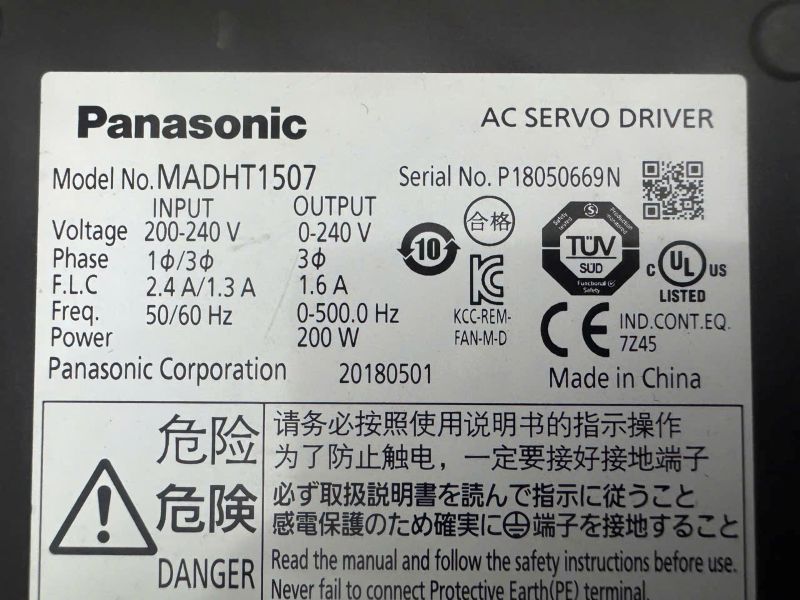 Panasonic
AC SERVO DRIVER
Model No. MADHT1507
Serial No. P18050669N
INPUT OUTPUT
Voltage 200-240 V 0-240 V
Phase 1ϕ/3ϕ 3ϕ
F.L.C 2.4 A/1.3 A 1.6 A
Freq. 50/60 Hz 0-500.0 Hz
Power 200 W
合格
10
KCC-REM-
FAN-M-D
Safety tested
Production monitored
TÜV
SÜD
Functional
Safety
C UL US
LISTED
CE
IND.CONT.EQ.
7Z45
Panasonic Corporation 20180501
Made in China
危险
危険
DANGER
请务必按照使用说明书的指示操作
为了防止触电，一定要接好接地端子
必ず取扱説明書を読んで指示に従うこと
感電保護のため確実に⏚端子を接地すること
Read the manual and follow the safety instructions before use.
Never fail to connect Protective Earth(PE) terminal.